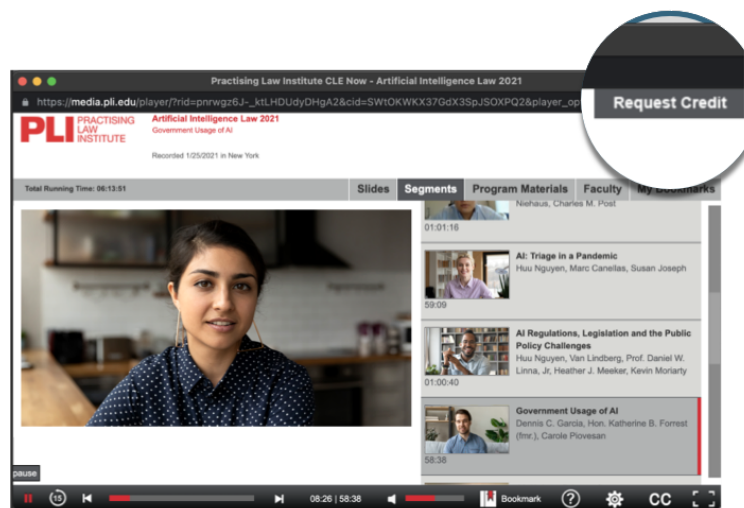 Request Credit
Practising Law Institute CLE Now - Artificial Intelligence Law 2021
https://media.pli.edu/player/?rid=pnrwgz6J-_ktLHDUdyDHgA2&cid=SWtOKWKX37GdX3SpJSOXPQ2&player_op
PLI PRACTISING
LAW
INSTITUTE
Artificial Intelligence Law 2021
Government Usage of AI
Recorded 1/25/2021 in New York
Total Running Time: 06:13:51
Slides Segments Program Materials Faculty My Bookmarks
Niehaus, Charles M. Post
01:01:16
AI: Triage in a Pandemic
Huu Nguyen, Marc Canellas, Susan Joseph
59:09
AI Regulations, Legislation and the Public
Policy Challenges
Huu Nguyen, Van Lindberg, Prof. Daniel W.
Linna, Jr, Heather J. Meeker, Kevin Moriarty
01:00:40
Government Usage of AI
Dennis C. Garcia, Hon. Katherine B. Forrest
(fmr.), Carole Piovesan
58:38
pause
15 08:26 | 58:38 Bookmark ? CC